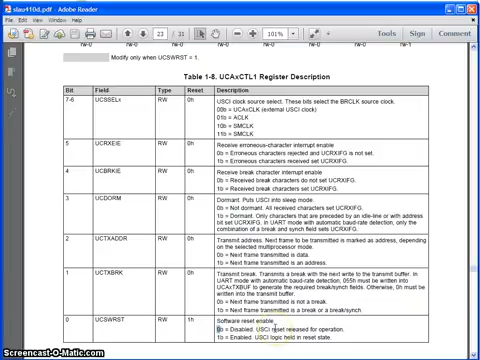 slau410d.pdf - Adobe Reader
File Edit View Window Help
23 / 31 101% Tools Sign Comment
rw-0 rw-0 rw-0 rw-0 rw-0
Modify only when UCSWRST = 1.
Table 1-8. UCAxCTL1 Register Description
Bit Field Type Reset Description
7-6 UCSSELx RW 0h USCI clock source select. These bits select the BRCLK source clock.
00b = UCAxCLK (external USCI clock)
01b = ACLK
10b = SMCLK
11b = SMCLK
5 UCRXEIE RW 0h Receive erroneous-character interrupt enable
0b = Erroneous characters rejected and UCRXIFG is not set.
1b = Erroneous characters received set UCRXIFG.
4 UCBRKIE RW 0h Receive break character interrupt enable
0b = Received break characters do not set UCRXIFG.
1b = Received break characters set UCRXIFG.
3 UCDORM RW 0h Dormant. Puts USCI into sleep mode.
0b = Not dormant. All received characters set UCRXIFG.
1b = Dormant. Only characters that are preceded by an idle-line or with address
bit set UCRXIFG. In UART mode with automatic baud-rate detection, only the
combination of a break and synch field sets UCRXIFG.
2 UCTXADDR RW 0h Transmit address. Next frame to be transmitted is marked as address, depending
on the selected multiprocessor mode.
0b = Next frame transmitted is data.
1b = Next frame transmitted is an address.
1 UCTXBRK RW 0h Transmit break. Transmits a break with the next write to the transmit buffer. In
UART mode with automatic baud-rate detection, 055h must be written into
UCAxTXBUF to generate the required break/synch fields. Otherwise, 0h must be
written into the transmit buffer.
0b = Next frame transmitted is not a break.
1b = Next frame transmitted is a break or a break/synch.
0 UCSWRST RW 1h Software reset enable
0b = Disabled. USCI reset released for operation.
1b = Enabled. USCI logic held in reset state.
Screencast-O-Matic.com